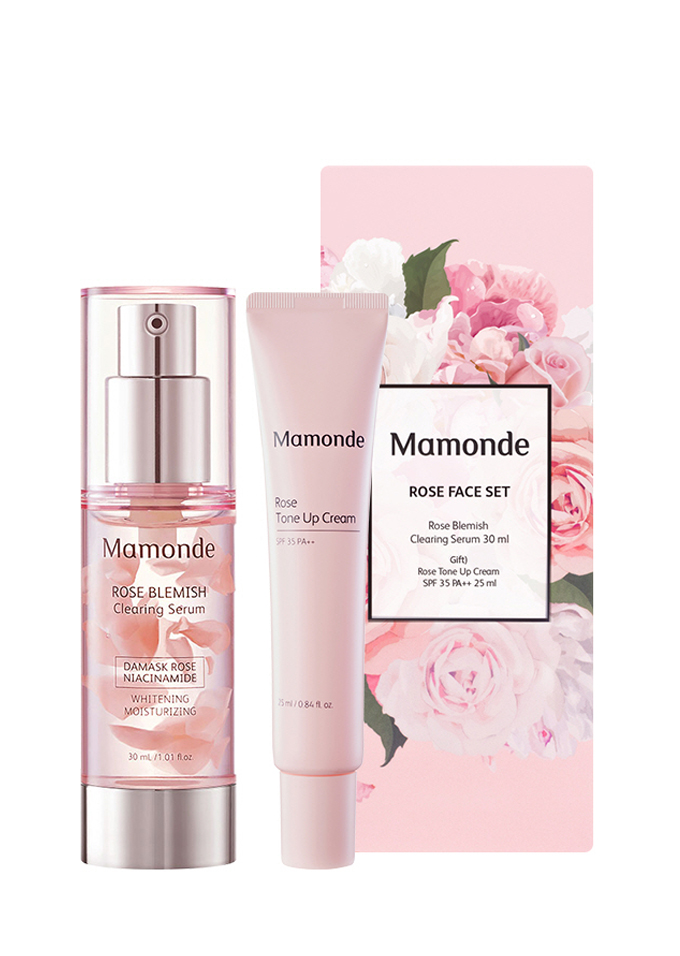 Mamonde
ROSE BLEMISH
Clearing Serum
DAMASK ROSE
NIACINAMIDE
WHITENING
MOISTURIZING
30 mL /1.01 fl.oz.
Mamonde
Rose
Tone Up Cream
SPF 35 PA++
25 ml / 0.84 fl. oz.
Mamonde
ROSE FACE SET
Rose Blemish
Clearing Serum 30 ml
Gift)
Rose Tone Up Cream
SPF 35 PA++ 25 ml